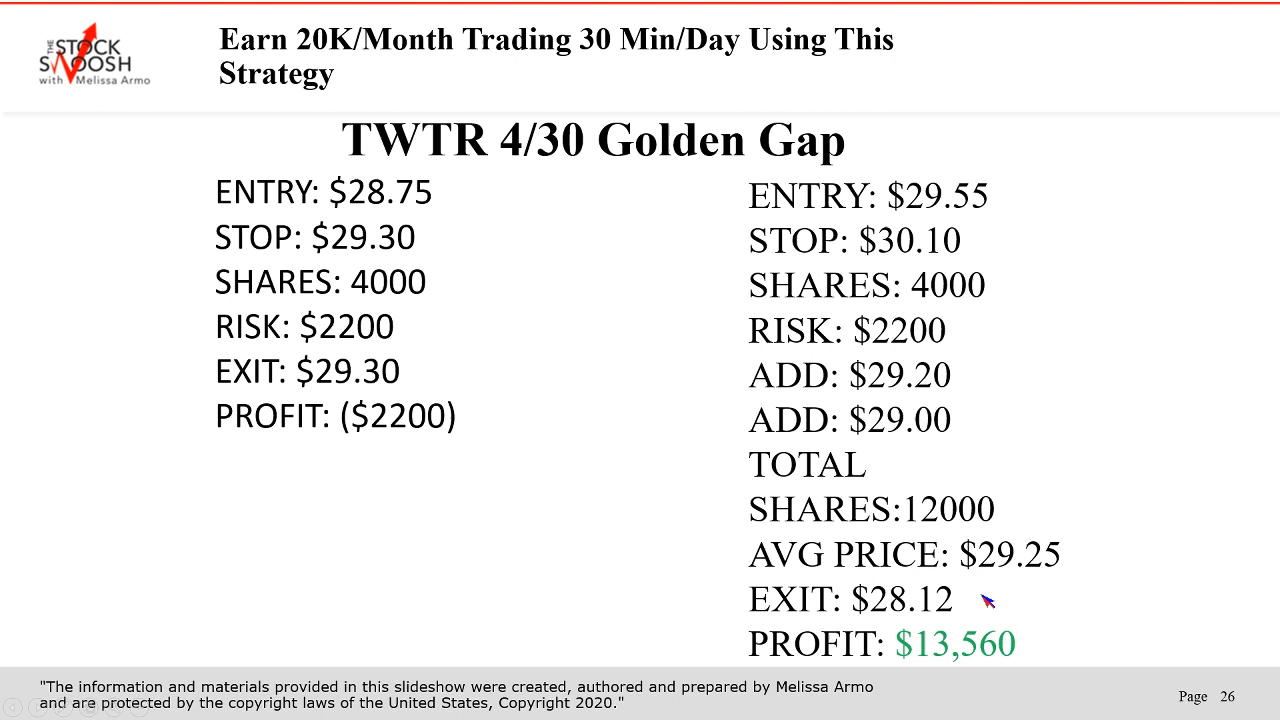 THE STOCK
SWOOSH
with Melissa Armo
Earn 20K/Month Trading 30 Min/Day Using This
Strategy
TWTR 4/30 Golden Gap
ENTRY: $28.75
STOP: $29.30
SHARES: 4000
RISK: $2200
EXIT: $29.30
PROFIT: ($2200)
ENTRY: $29.55
STOP: $30.10
SHARES: 4000
RISK: $2200
ADD: $29.20
ADD: $29.00
TOTAL
SHARES:12000
AVG PRICE: $29.25
EXIT: $28.12
PROFIT: $13,560
"The information and materials provided in this slideshow were created, authored and prepared by Melissa Armo
and are protected by the copyright laws of the United States, Copyright 2020."
Page 26